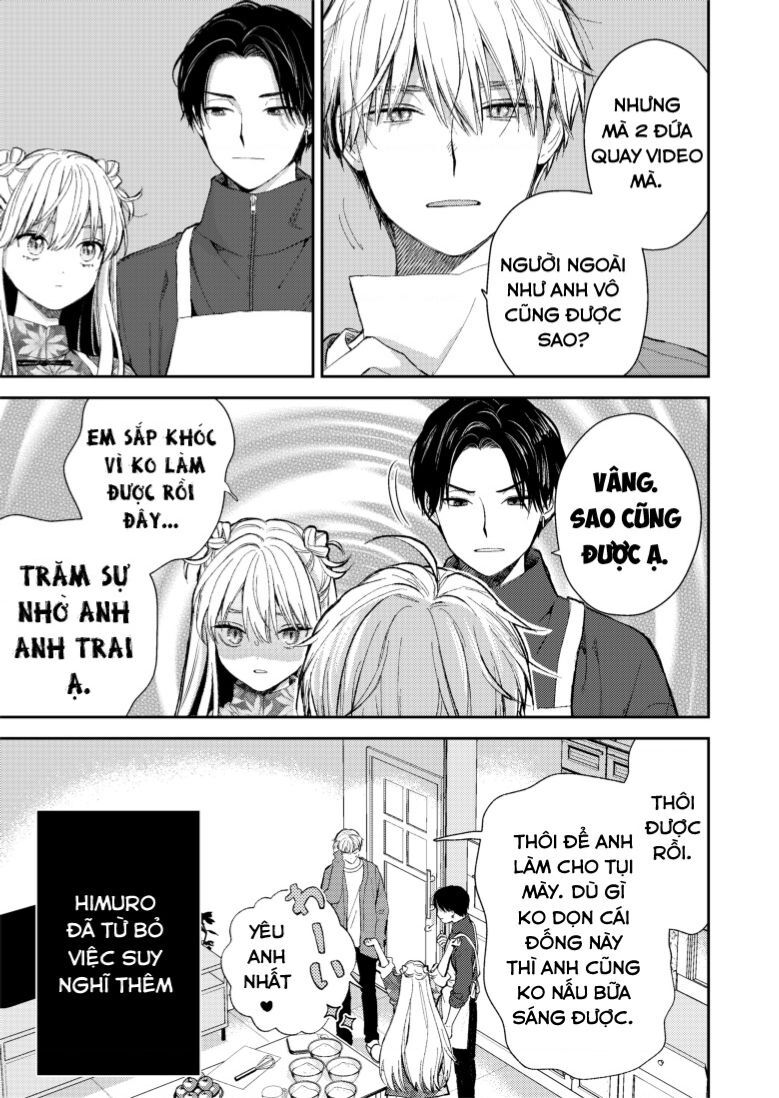 NHƯNG
MÀ 2 ĐỨA
QUAY VIDEO
MÀ.
NGƯỜI NGOÀI
NHƯ ANH VÔ
CŨNG ĐƯỢC
SAO?
VÂNG.
SAO CŨNG
ĐƯỢC Ạ.
EM SẮP KHÓC
VÌ KO LÀM
ĐƯỢC RỒI
ĐÂY...
TRĂM SỰ
NHỜ ANH
ANH TRAI
Ạ.
THÔI
ĐƯỢC
RỒI.
THÔI ĐỂ ANH
LÀM CHO TỤI
MÀY. DÙ GÌ
KO DỌN CÁI
ĐỐNG NÀY
THÌ ANH CŨNG
KO NẤU BỮA
SÁNG ĐƯỢC.
わーい
YÊU
ANH
NHẤT
♥
HIMURO
ĐÃ TỪ BỎ
VIỆC SUY
NGHĨ THÊM